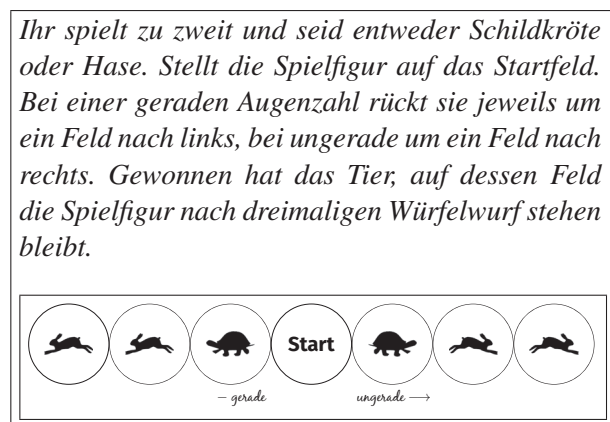 Ihr spielt zu zweit und seid entweder Schildkröte
oder Hase. Stellt die Spielfigur auf das Startfeld.
Bei einer geraden Augenzahl rückt sie jeweils um
ein Feld nach links, bei ungerade um ein Feld nach
rechts. Gewonnen hat das Tier, auf dessen Feld
die Spielfigur nach dreimaligen Würfelwurf stehen
bleibt.
Start
– gerade ungerade →